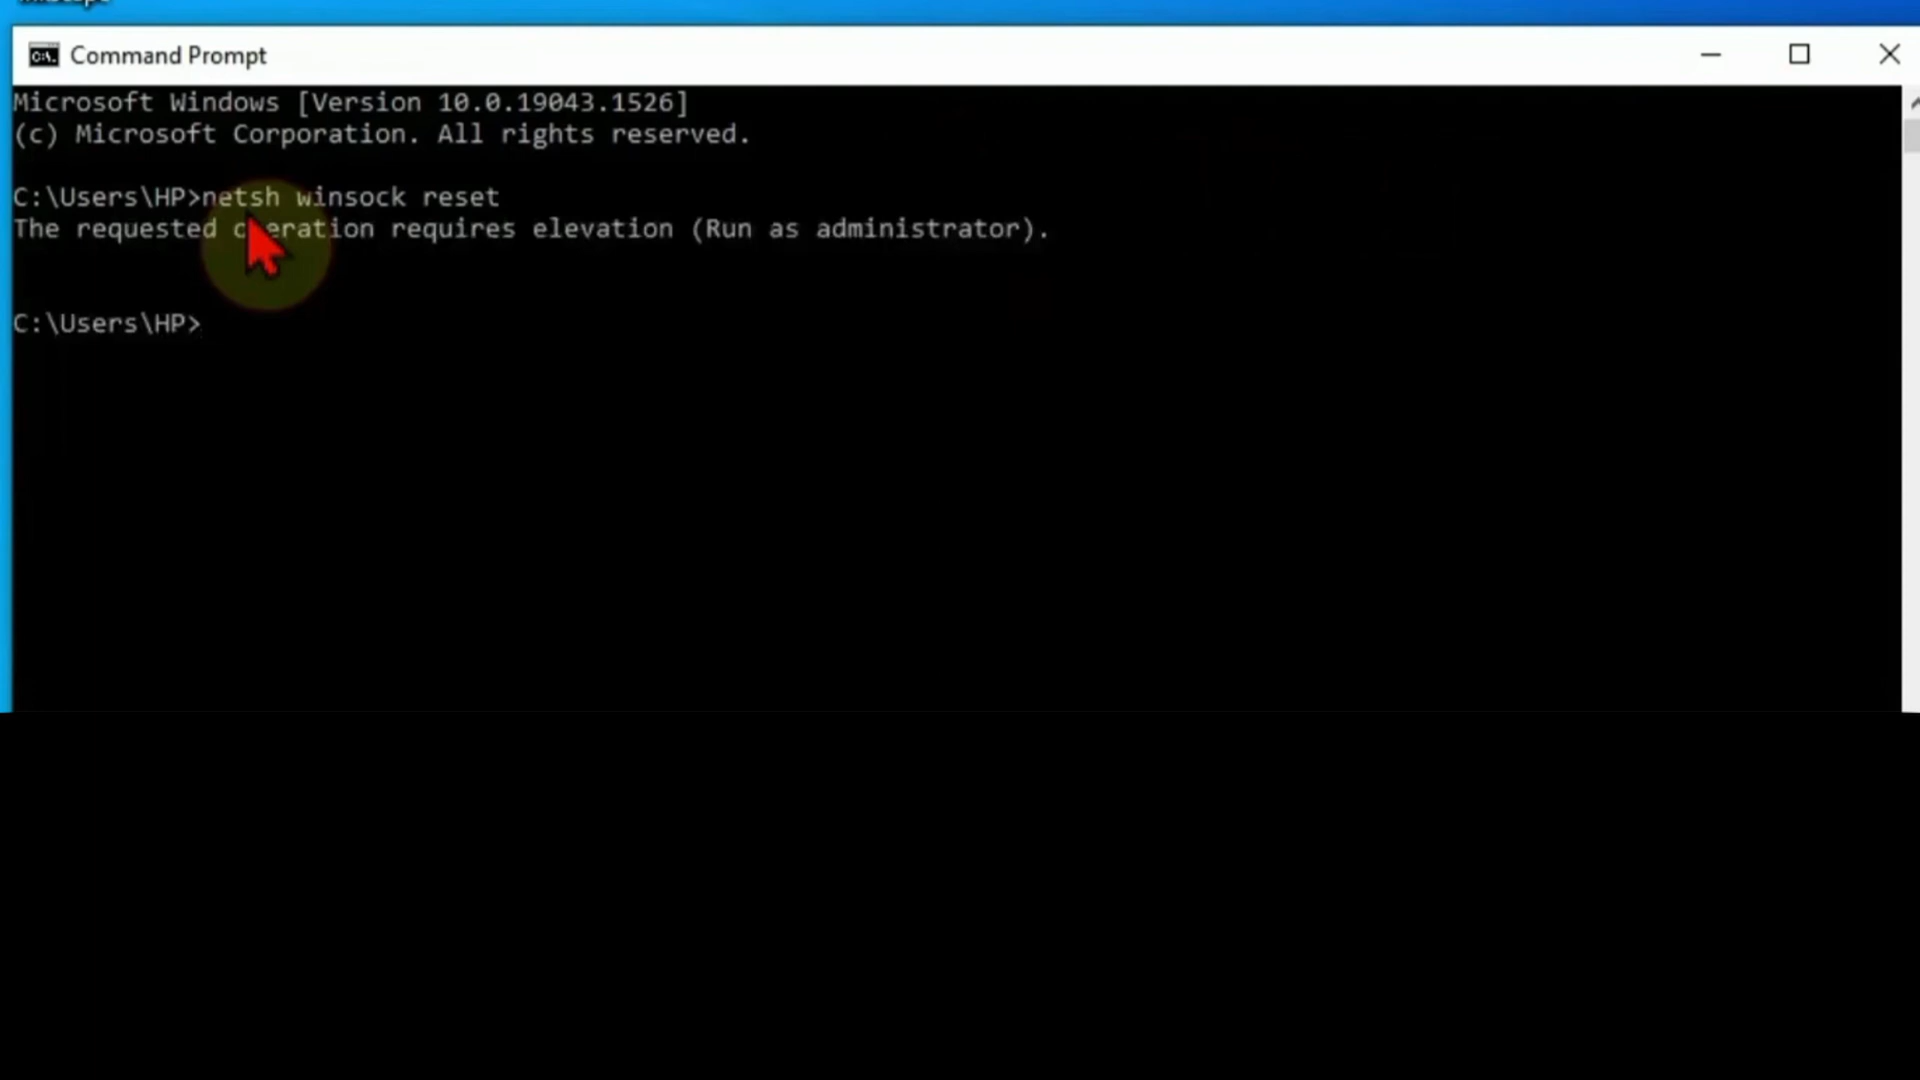 Command Prompt
Microsoft Windows [Version 10.0.19043.1526]
(c) Microsoft Corporation. All rights reserved.
C:\Users\HP>netsh winsock reset
The requested operation requires elevation (Run as administrator).
C:\Users\HP>